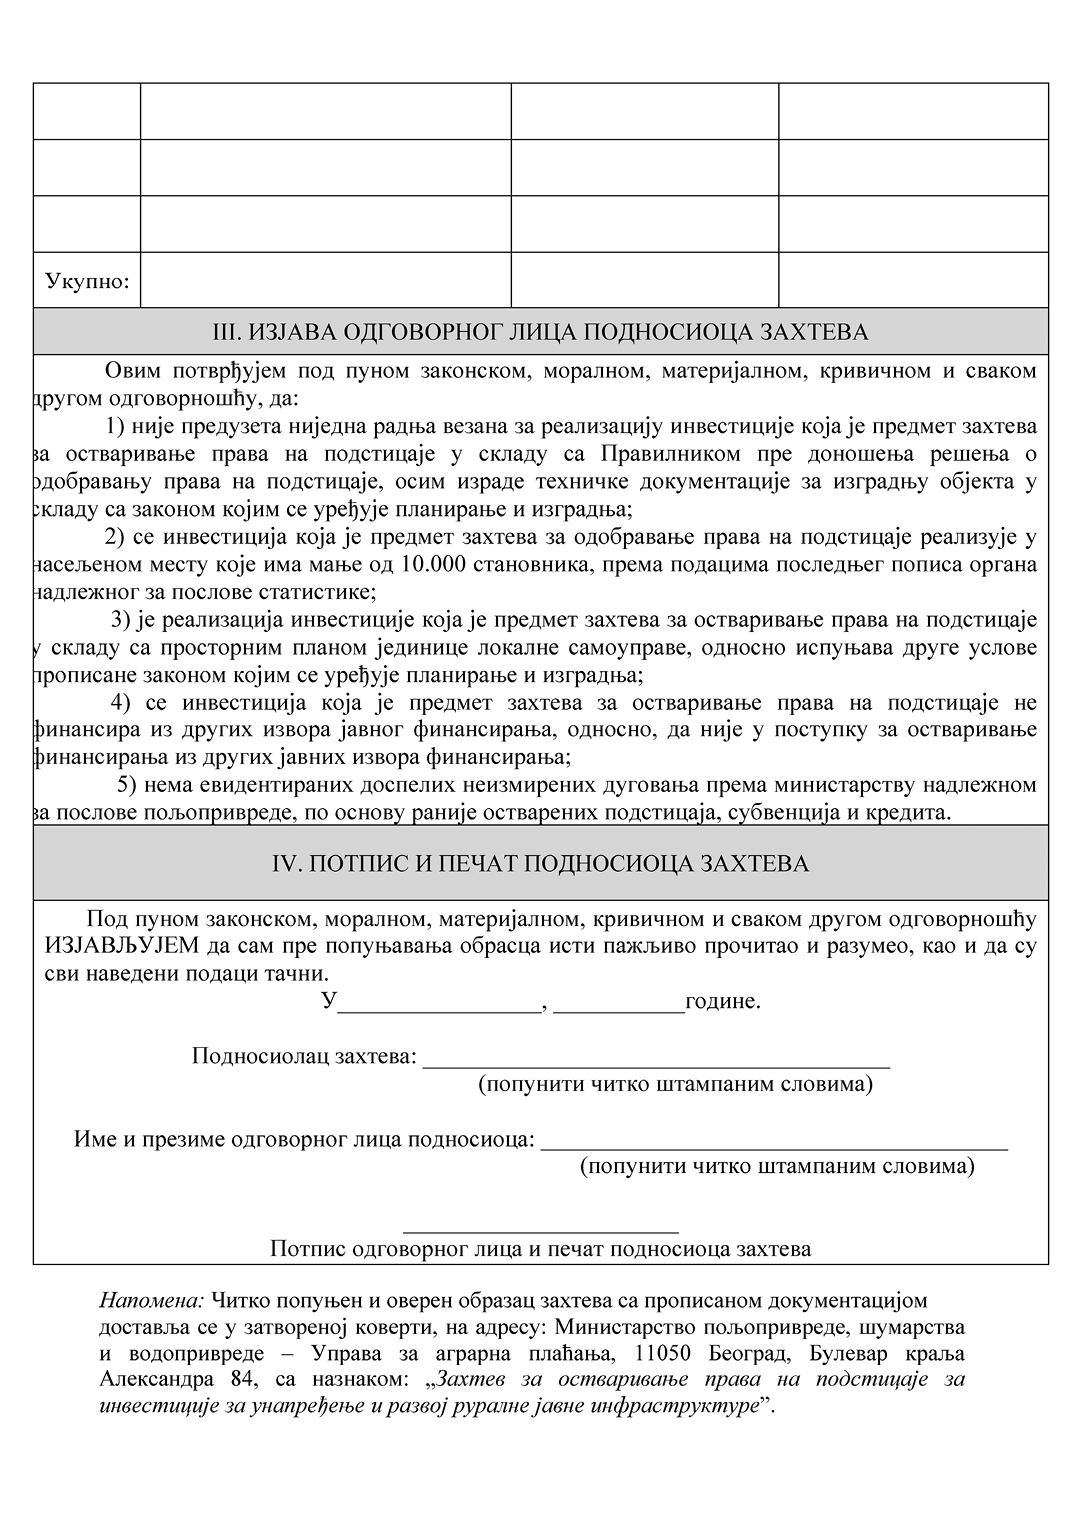 Укупно:
III. ИЗЈАВА ОДГОВОРНОГ ЛИЦА ПОДНОСИОЦА ЗАХТЕВА
Овим потврђујем под пуном законском, моралном, материјалном, кривичном и сваком
другом одговорношћу, да:
1) није предузета ниједна радња везана за реализацију инвестиције која је предмет захтева
за остваривање права на подстицаје у складу са Правилником пре доношења решења о
одобравању права на подстицаје, осим израде техничке документације за изградњу објекта у
складу са законом којим се уређује планирање и изградња;
2) се инвестиција која је предмет захтева за одобравање права на подстицаје реализује у
насељеном месту које има мање од 10.000 становника, према подацима последњег пописа органа
надлежног за послове статистике;
3) је реализација инвестиције која је предмет захтева за остваривање права на подстицаје
у складу са просторним планом јединице локалне самоуправе, односно испуњава друге услове
прописане законом којим се уређује планирање и изградња;
4) се инвестиција која је предмет захтева за остваривање права на подстицаје не
финансира из других извора јавног финансирања, односно, да није у поступку за остваривање
финансирања из других јавних извора финансирања;
5) нема евидентираних доспелих неизмирених дуговања према министарству надлежном
за послове пољопривреде, по основу раније остварених подстицаја, субвенција и кредита.
IV. ПОТПИС И ПЕЧАТ ПОДНОСИОЦА ЗАХТЕВА
Под пуном законском, моралном, материјалном, кривичном и сваком другом одговорношћу
ИЗЈАВЉУЈЕМ да сам пре попуњавања обрасца исти пажљиво прочитао и разумео, као и да су
сви наведени подаци тачни.
У_________________, ___________године.
Подносиолац захтева: _______________________________________
(попунити читко штампаним словима)
Име и презиме одговорног лица подносиоца: _______________________________________
(попунити читко штампаним словима)
_______________________
Потпис одговорног лица и печат подносиоца захтева
Напомена: Читко попуњен и оверен образац захтева са прописаном документацијом
доставља се у затвореној коверти, на адресу: Министарство пољопривреде, шумарства
и водопривреде – Управа за аграрна плаћања, 11050 Београд, Булевар краља
Александра 84, са назнаком: „Захтев за остваривање права на подстицаје за
инвестиције за унапређење и развој руралне јавне инфраструктуре”.